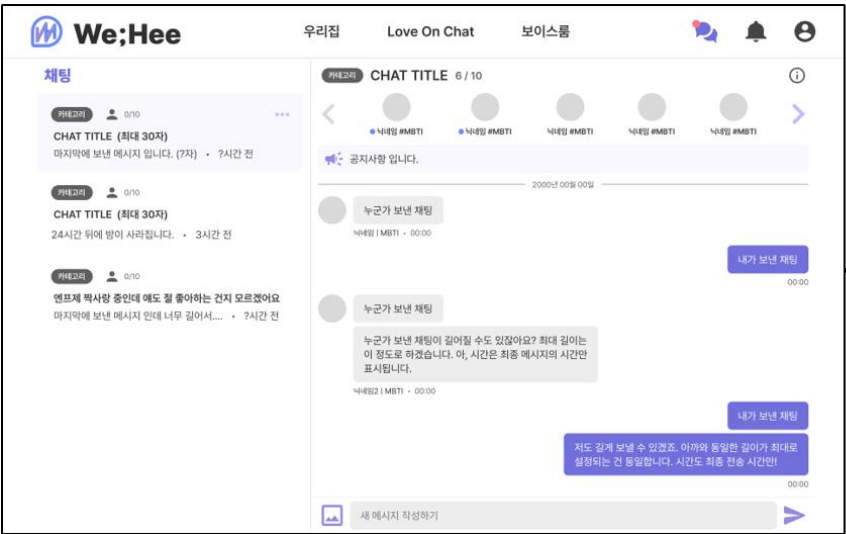 We;Hee
우리집
Love On Chat
보이스룸
채팅
카테고리 0/10
CHAT TITLE (최대 30자)
마지막에 보낸 메시지 입니다. (?자) • ?시간 전
카테고리 0/10
CHAT TITLE (최대 30자)
24시간 뒤에 방이 사라집니다. • 3시간 전
카테고리 0/10
엔프제 짝사랑 중인데 얘도 절 좋아하는 건지 모르겠어요
마지막에 보낸 메시지 인데 너무 길어서.... • ?시간 전
카테고리 CHAT TITLE 6 / 10
닉네임 #MBTI
닉네임 #MBTI
닉네임 #MBTI
닉네임 #MBTI
닉네임 #MBTI
공지사항 입니다.
2000년 00월 00일
누군가 보낸 채팅
닉네임 | MBTI • 00:00
내가 보낸 채팅
00:00
누군가 보낸 채팅
누군가 보낸 채팅이 길어질 수도 있잖아요? 최대 길이는
이 정도로 하겠습니다. 아, 시간은 최종 메시지의 시간만
표시됩니다.
닉네임2 | MBTI • 00:00
내가 보낸 채팅
저도 길게 보낼 수 있겠죠. 아까와 동일한 길이가 최대로
설정되는 건 동일합니다. 시간도 최종 전송 시간만!
00:00
새 메시지 작성하기